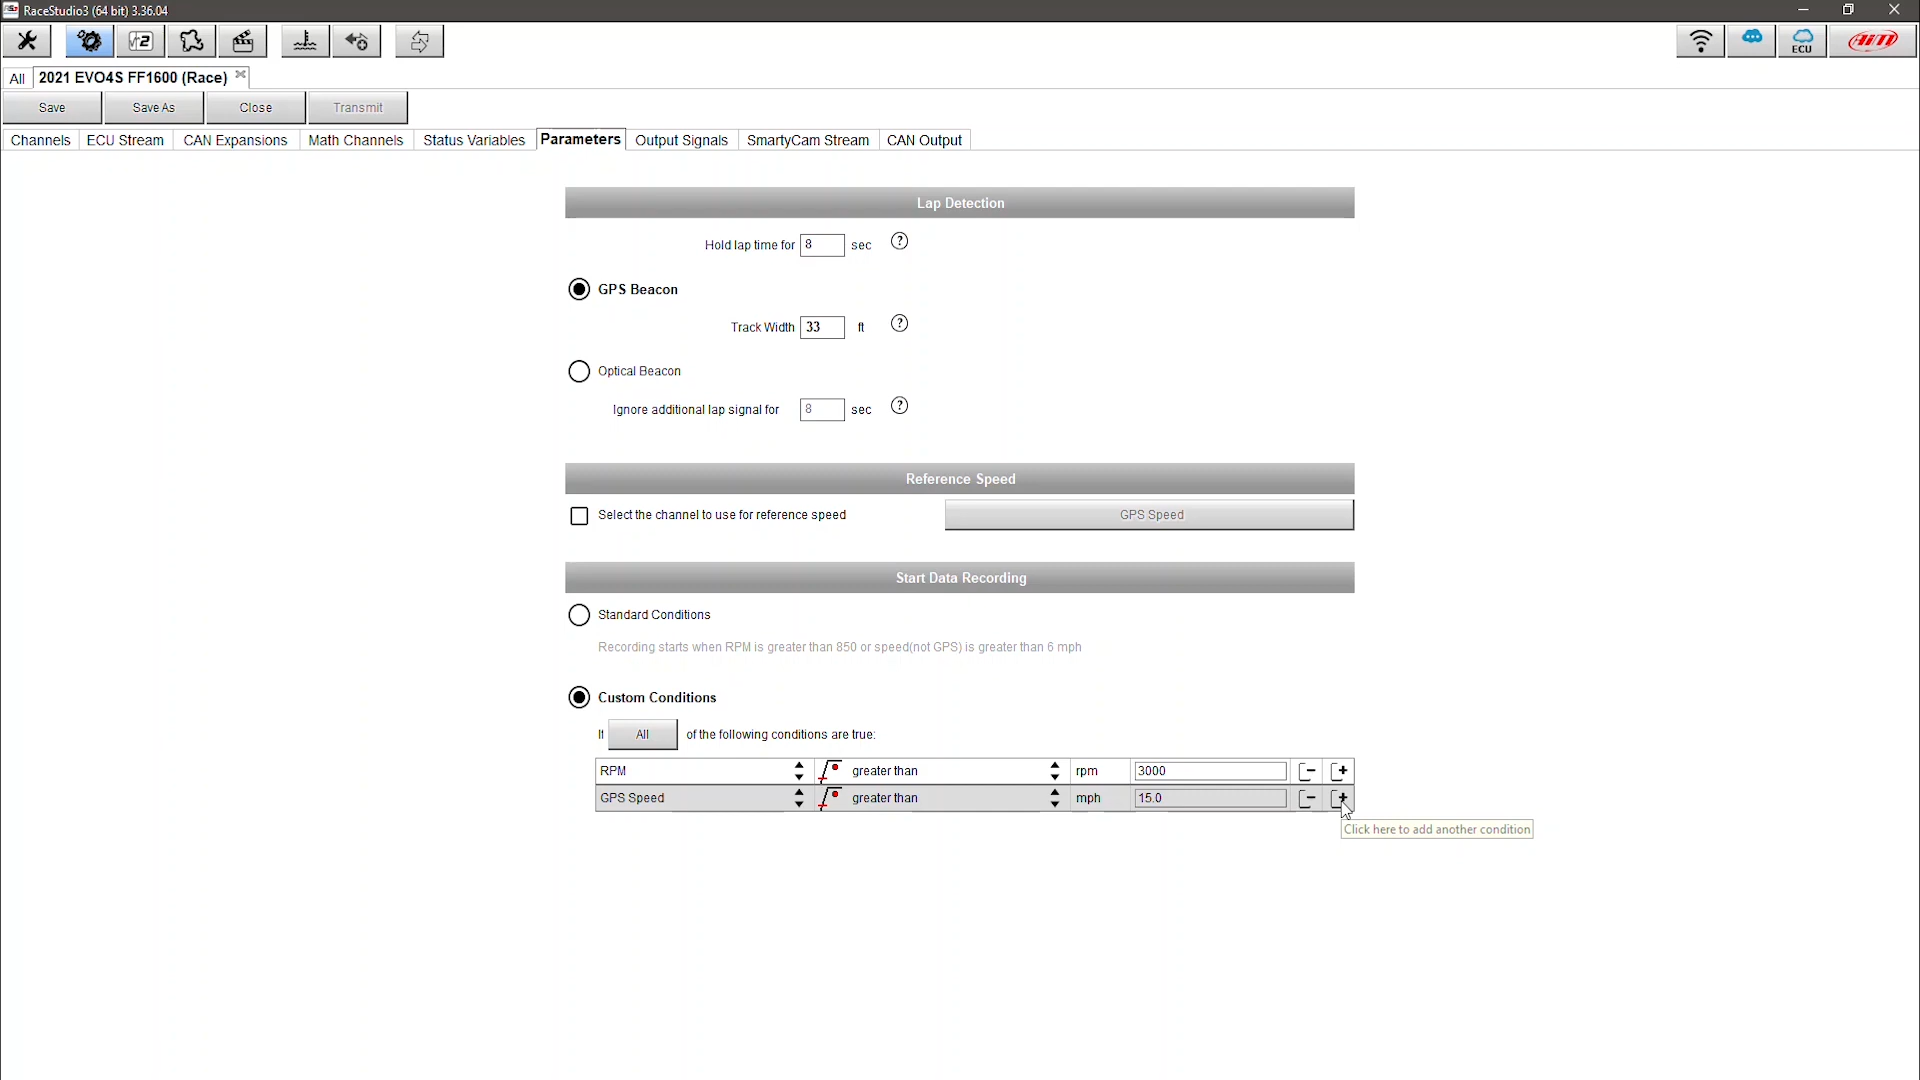 RaceStudio3 (64 bit) 3.36.04
ECU AiM
All 2021 EVO4S FF1600 (Race)
Save Save As Close Transmit
Channels ECU Stream CAN Expansions Math Channels Status Variables Parameters Output Signals SmartyCam Stream CAN Output
Lap Detection
Hold lap time for 8 sec ?
GPS Beacon
Track Width 33 ft ?
Optical Beacon
Ignore additional lap signal for 8 sec ?
Reference Speed
Select the channel to use for reference speed GPS Speed
Start Data Recording
Standard Conditions
Recording starts when RPM is greater than 850 or speed(not GPS) is greater than 6 mph
Custom Conditions
If All of the following conditions are true:
RPM greater than rpm 3000
GPS Speed greater than mph 15.0
Click here to add another condition